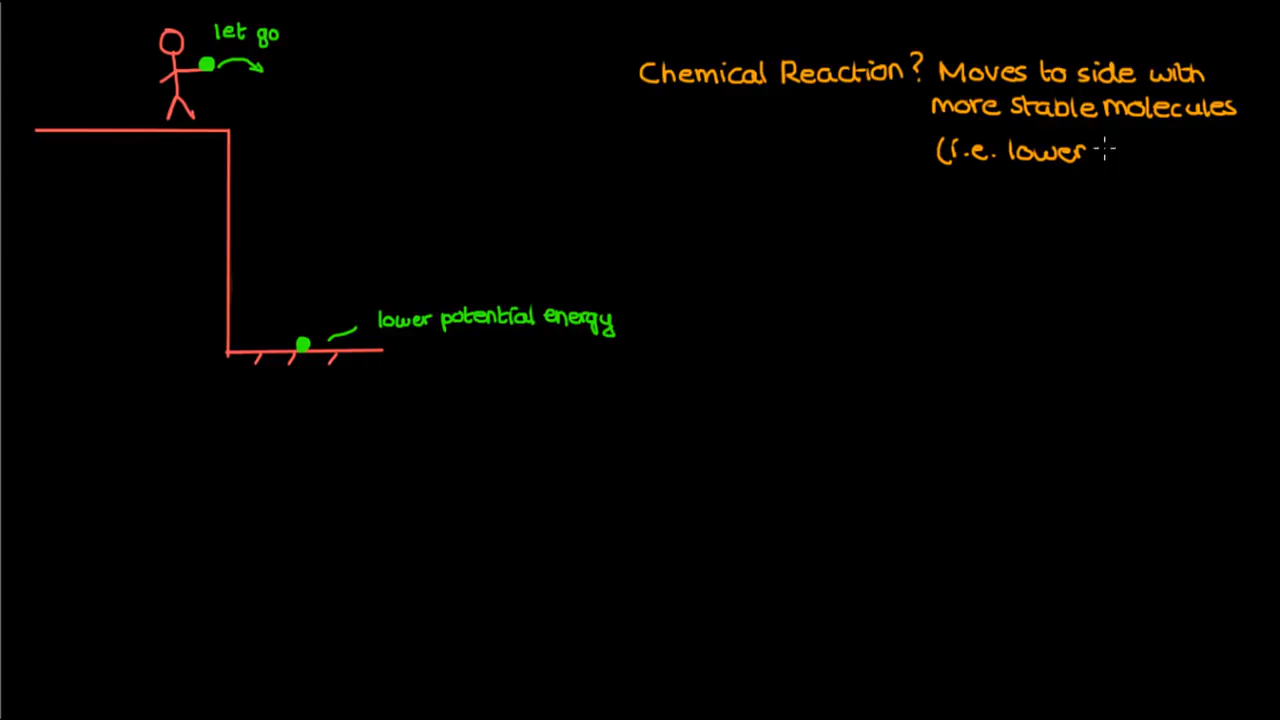 let go
Chemical Reaction? Moves to side with
more stable molecules
(i.e. lower
lower potential energy